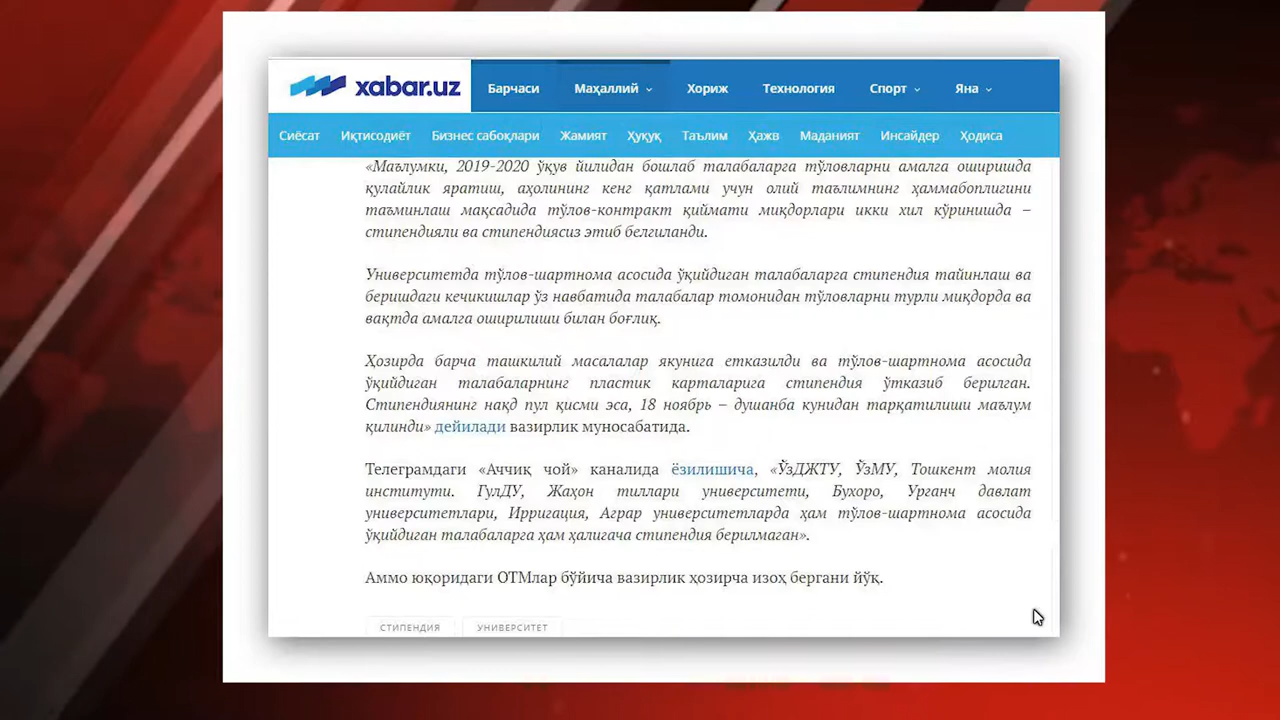 xabar.uz Барчаси Маҳаллий Хориж Технология Спорт Яна
Сиёсат Иқтисодиёт Бизнес сабоқлари Жамият Ҳуқуқ Таълим Ҳажв Маданият Инсайдер Ҳодиса
«Маълумки, 2019-2020 ўқув йилидан бошлаб талабаларга тўловларни амалга оширишда
қулайлик яратиш, аҳолининг кенг қатлами учун олий таълимнинг ҳаммабоплигини
таъминлаш мақсадида тўлов-контракт қиймати миқдорлари икки хил кўринишда –
стипендияли ва стипендиясиз этиб белгиланди.
Университетда тўлов-шартнома асосида ўқийдиган талабаларга стипендия тайинлаш ва
беришдаги кечикишлар ўз навбатида талабалар томонидан тўловларни турли миқдорда ва
вақтда амалга оширилиши билан боғлиқ.
Ҳозирда барча ташкилий масалалар якунига етказилди ва тўлов-шартнома асосида
ўқийдиган талабаларнинг пластик карталарига стипендия ўтказиб берилган.
Стипендиянинг нақд пул қисми эса, 18 ноябрь – душанба кунидан тарқатилиши маълум
қилинди» дейилади вазирлик муносабатида.
Телеграмдаги «Аччиқ чой» каналида ёзилишича, «ЎзДЖТУ, ЎзМУ, Тошкент молия
институти. ГулДУ, Жаҳон тиллари университети, Бухоро, Урганч давлат
университетлари, Ирригация, Аграр университетларда ҳам тўлов-шартнома асосида
ўқийдиган талабаларга ҳам ҳалигача стипендия берилмаган».
Аммо юқоридаги ОТМлар бўйича вазирлик ҳозирча изоҳ бергани йўқ.
СТИПЕНДИЯ УНИВЕРСИТЕТ